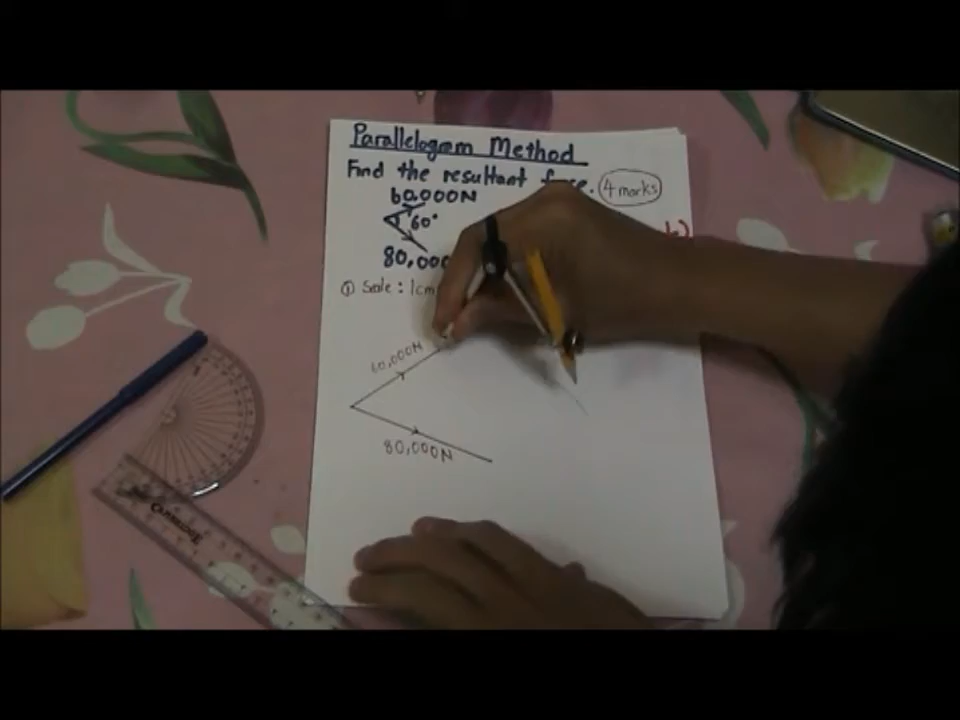 Parallelogram Method
Find the resultant force. 4 marks
60,000N
60°
80,000
① Scale : 1cm
b)
60,000N
80,000N